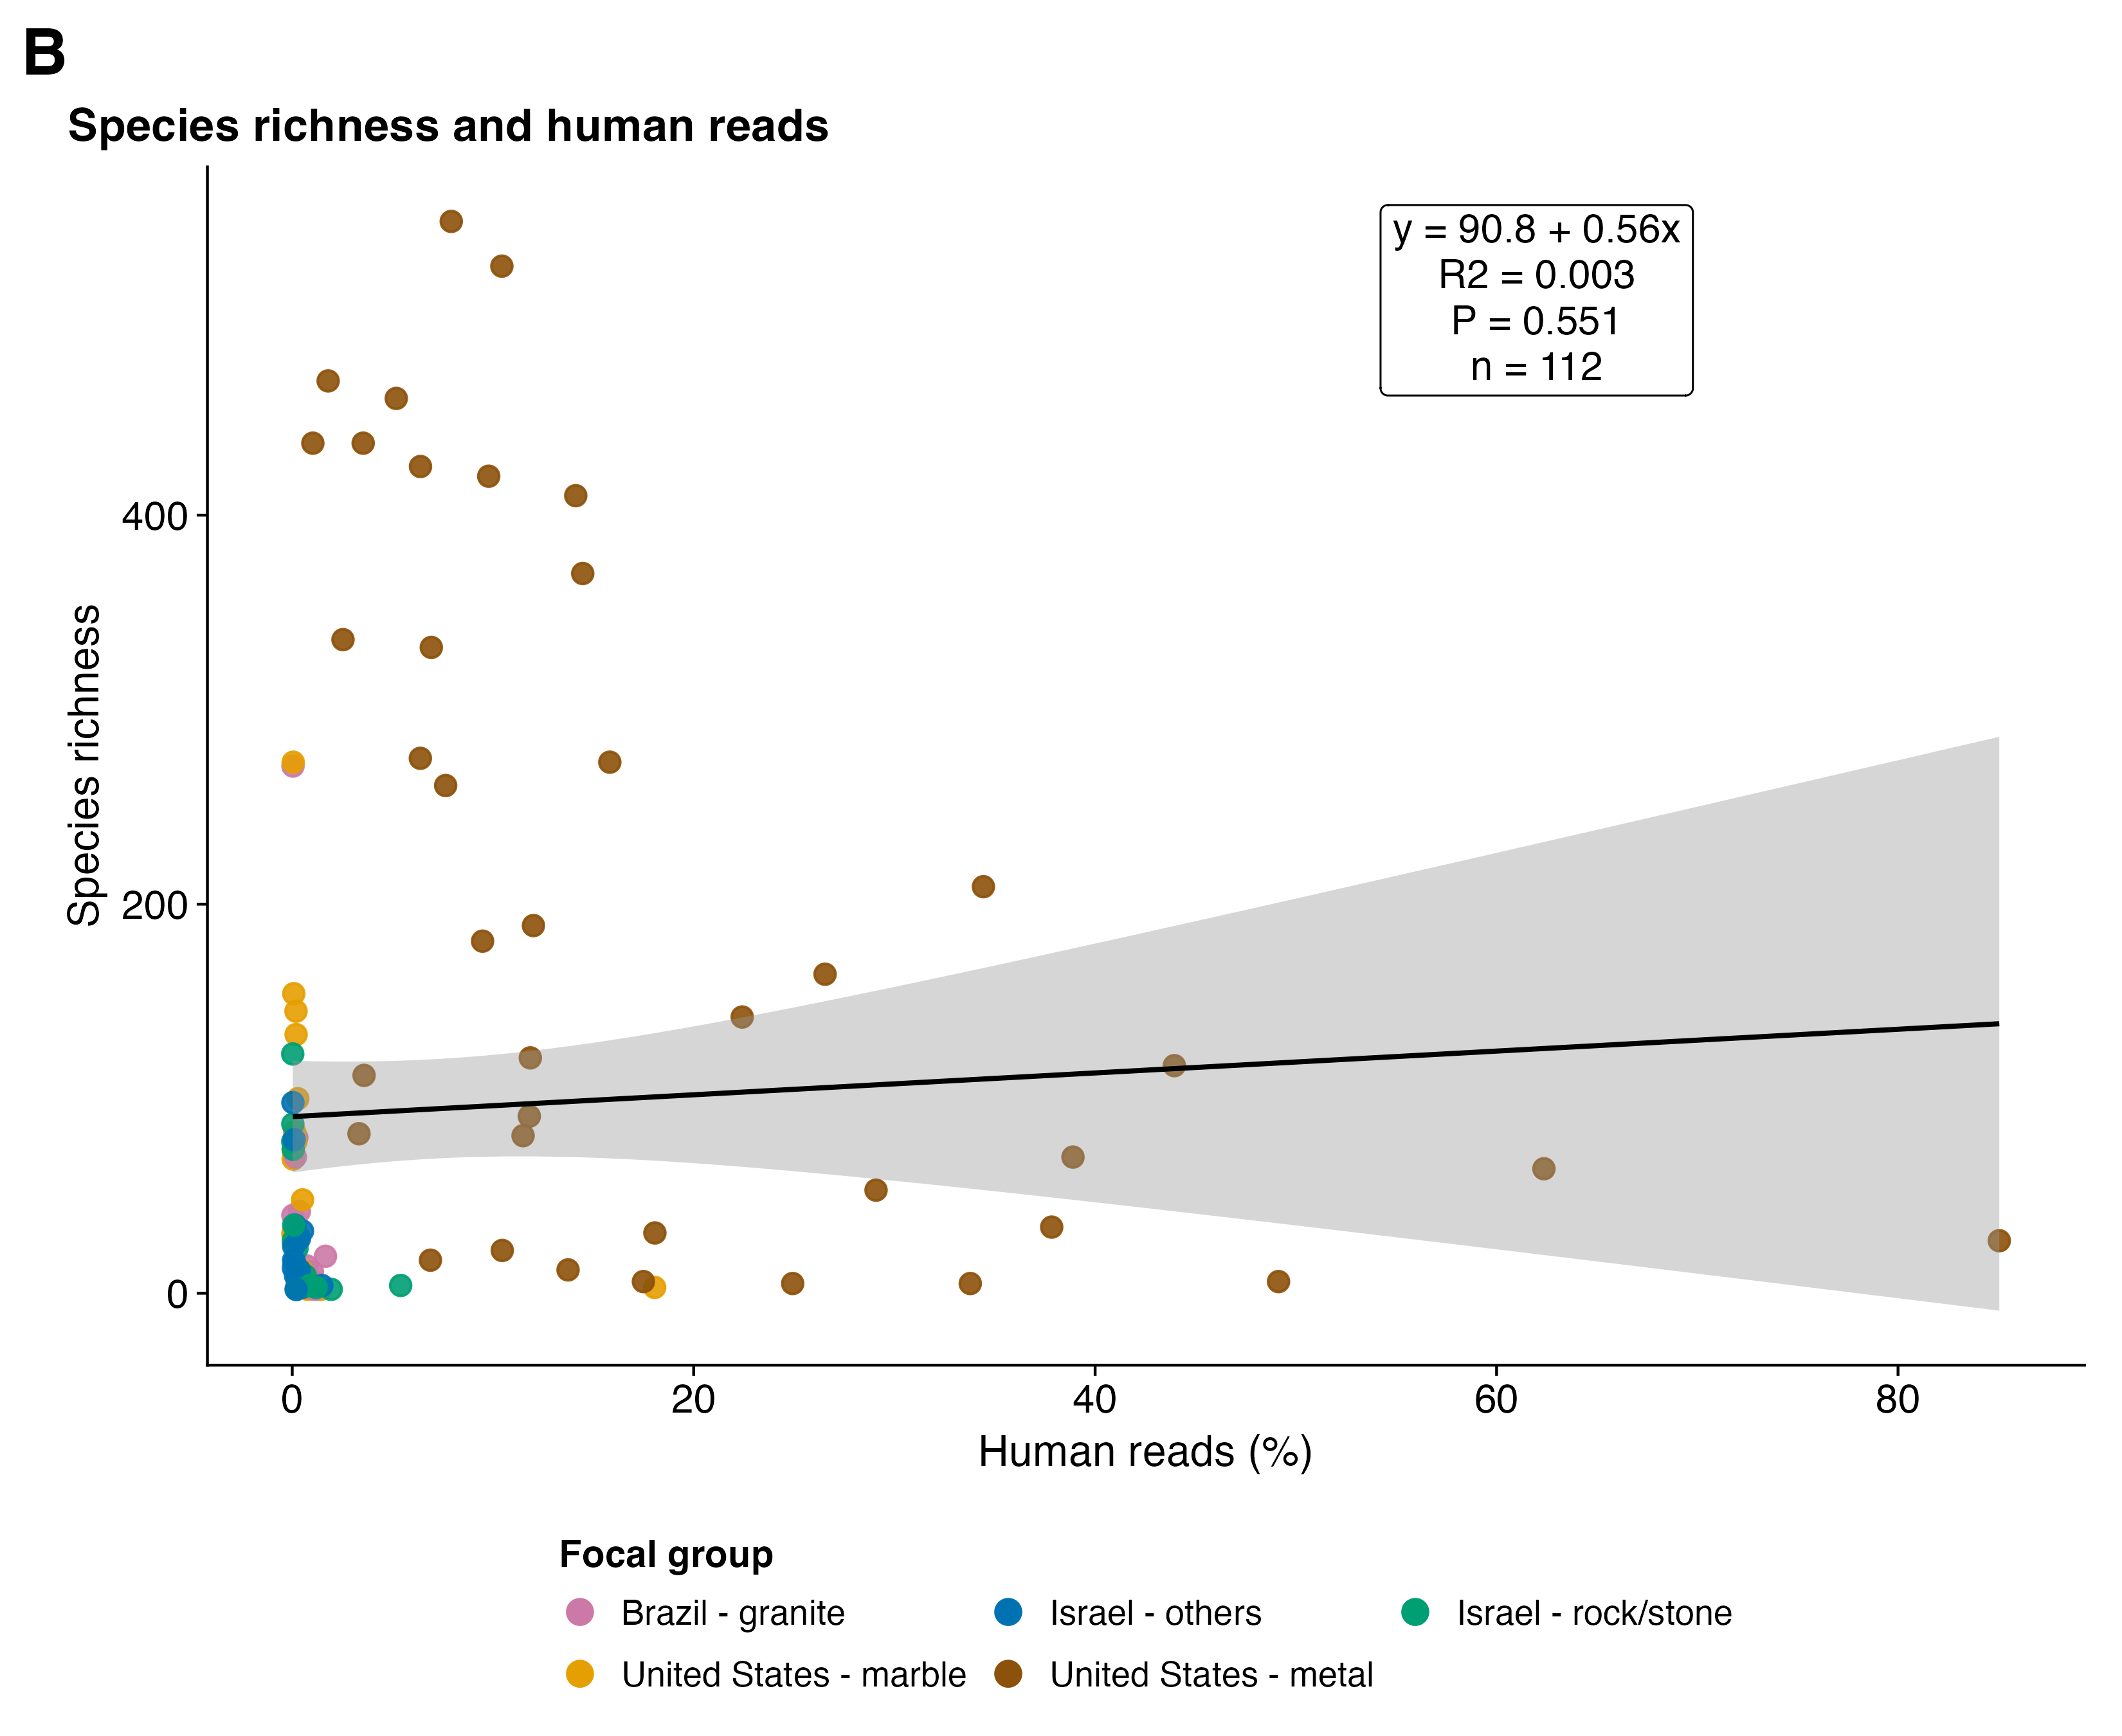 B
Species richness and human reads
y = 90.8 + 0.56x
R2 = 0.003
P = 0.551
n = 112
Species richness
400
200
0
0 20 40 60 80
Human reads (%)
Focal group
Brazil - granite Israel - others Israel - rock/stone
United States - marble United States - metal